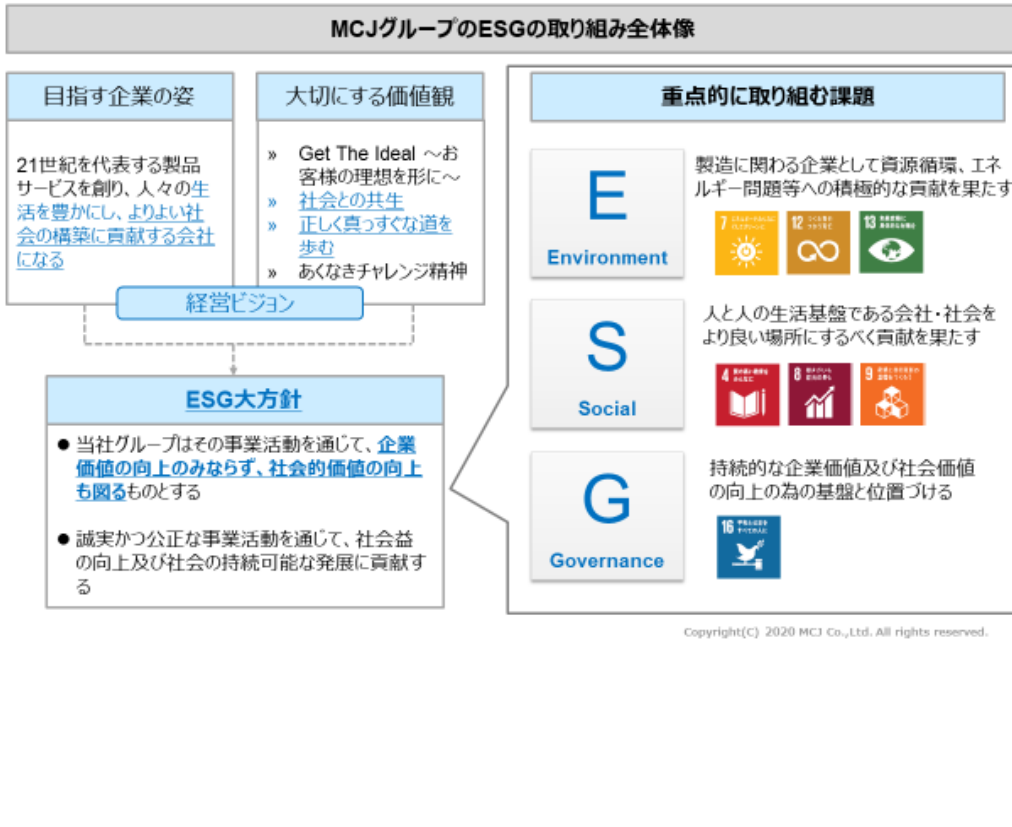 MCJグループのESGの取り組み全体像
目指す企業の姿
21世紀を代表する製品
サービスを創り、人々の生
活を豊かにし、よりよい社
会の構築に貢献する会社
になる
大切にする価値観
» Get The Ideal ～お
客様の理想を形に～
» 社会との共生
» 正しく真っすぐな道を
歩む
» あくなきチャレンジ精神
経営ビジョン
ESG大方針
● 当社グループはその事業活動を通じて、企業
価値の向上のみならず、社会的価値の向上
も図るものとする
● 誠実かつ公正な事業活動を通じて、社会益
の向上及び社会の持続可能な発展に貢献す
る
重点的に取り組む課題
E
Environment
製造に関わる企業として資源循環、エネ
ルギー問題等への積極的な貢献を果たす
7
12
13
S
Social
人と人の生活基盤である会社・社会を
より良い場所にするべく貢献を果たす
4
8
9
G
Governance
持続的な企業価値及び社会価値
の向上の為の基盤と位置づける
16
Copyright(C) 2020 MCJ Co.,Ltd. All rights reserved.